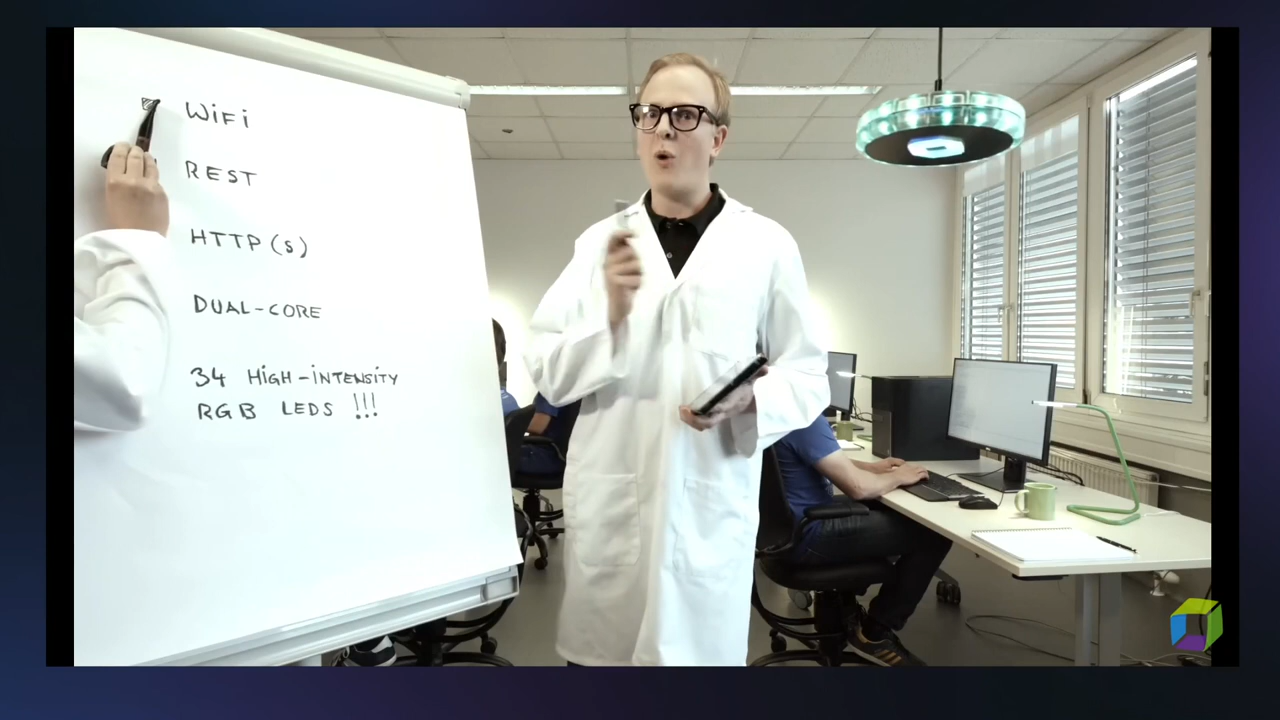 WiFi
REST
HTTP(s)
DUAL-CORE
34 HIGH-INTENSITY
RGB LEDS !!!